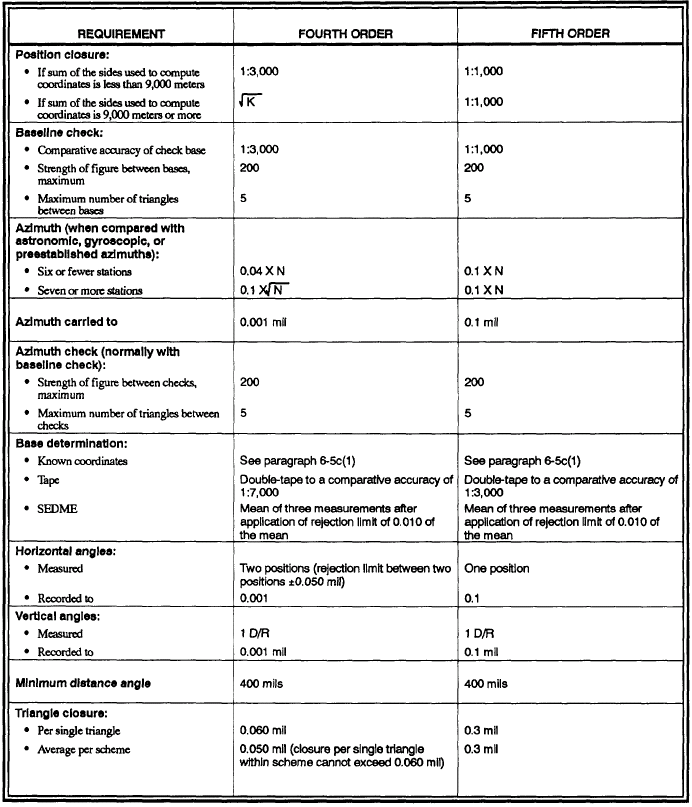 REQUIREMENT FOURTH ORDER FIFTH ORDER
Position closure:
• If sum of the sides used to compute 1:3,000 1:1,000
coordinates is less than 9,000 meters
• If sum of the sides used to compute √K 1:1,000
coordinates is 9,000 meters or more
Baseline check:
• Comparative accuracy of check base 1:3,000 1:1,000
• Strength of figure between bases, 200 200
maximum
• Maximum number of triangles 5 5
between bases
Azimuth (when compared with
astronomic, gyroscopic, or
preestablished azimuths):
• Six or fewer stations 0.04 X N 0.1 X N
• Seven or more stations 0.1 X√N 0.1 X N
Azimuth carried to 0.001 mil 0.1 mil
Azimuth check (normally with
baseline check):
• Strength of figure between checks, 200 200
maximum
• Maximum number of triangles between 5 5
checks
Base determination:
• Known coordinates See paragraph 6-5c(1) See paragraph 6-5c(1)
• Tape Double-tape to a comparative accuracy of Double-tape to a comparative accuracy of
1:7,000 1:3,000
• SEDME Mean of three measurements after Mean of three measurements after
application of rejection limit of 0.010 of application of rejection limit of 0.010 of
the mean the mean
Horizontal angles:
• Measured Two positions (rejection limit between two One position
positions ±0.050 mil)
• Recorded to 0.001 0.1
Vertical angles:
• Measured 1 D/R 1 D/R
• Recorded to 0.001 mil 0.1 mil
Minimum distance angle 400 mils 400 mils
Triangle closure:
• Per single triangle 0.060 mil 0.3 mil
• Average per scheme 0.050 mil (closure per single triangle 0.3 mil
within scheme cannot exceed 0.060 mil)